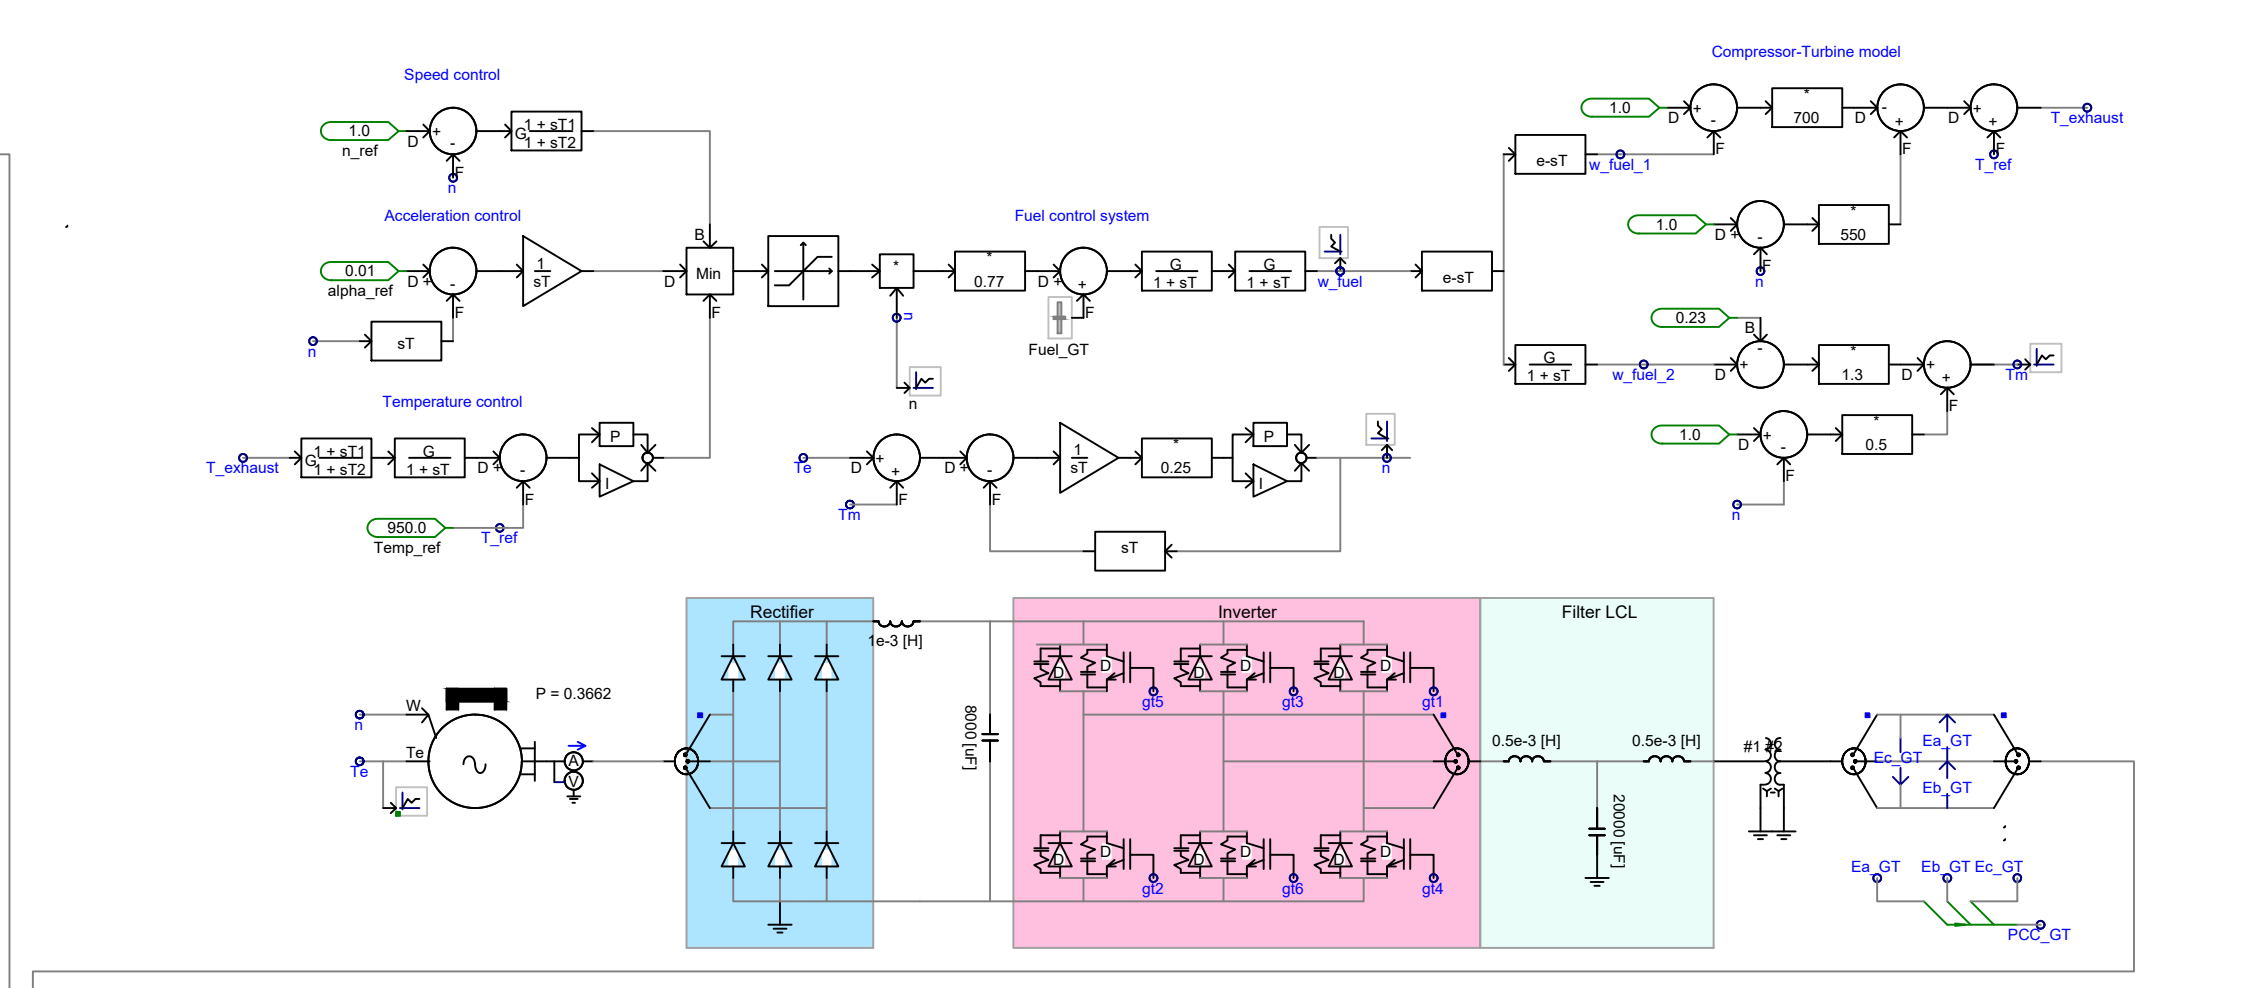 Compressor-Turbine model
Speed control
1.0
n_ref
D
+
-
F
n
G
1 + sT1
1 + sT2
1.0
D
+
-
F
*
700
D
-
+
F
D
+
+
F
T_ref
T_exhaust
e-sT
w_fuel_1
Acceleration control
0.01
alpha_ref
D +
-
F
1
sT
n
sT
B
D
F
Min
*
n
n
Fuel control system
*
0.77
D +
+
F
Fuel_GT
G
1 + sT
G
1 + sT
w_fuel
e-sT
1.0
D +
-
F
n
*
550
0.23
B
-
+
D
*
1.3
D
+
+
F
Tm
G
1 + sT
w_fuel_2
1.0
D
+
-
F
n
*
0.5
Temperature control
T_exhaust
G
1 + sT1
1 + sT2
G
1 + sT
D +
-
F
P
I
950.0
Temp_ref
T_ref
Te
D
+
+
F
Tm
D +
-
F
1
sT
*
0.25
P
I
n
sT
Rectifier
Inverter
Filter LCL
1e-3 [H]
8000 [uF]
P = 0.3662
W
n
Te
Te
A
V
D
D
gt5
D
D
gt3
D
D
gt1
D
D
gt2
D
D
gt6
D
D
gt4
0.5e-3 [H]
0.5e-3 [H]
20000 [uF]
#1 #2
Ea_GT
Ec_GT
Eb_GT
Ea_GT
Eb_GT
Ec_GT
PCC_GT